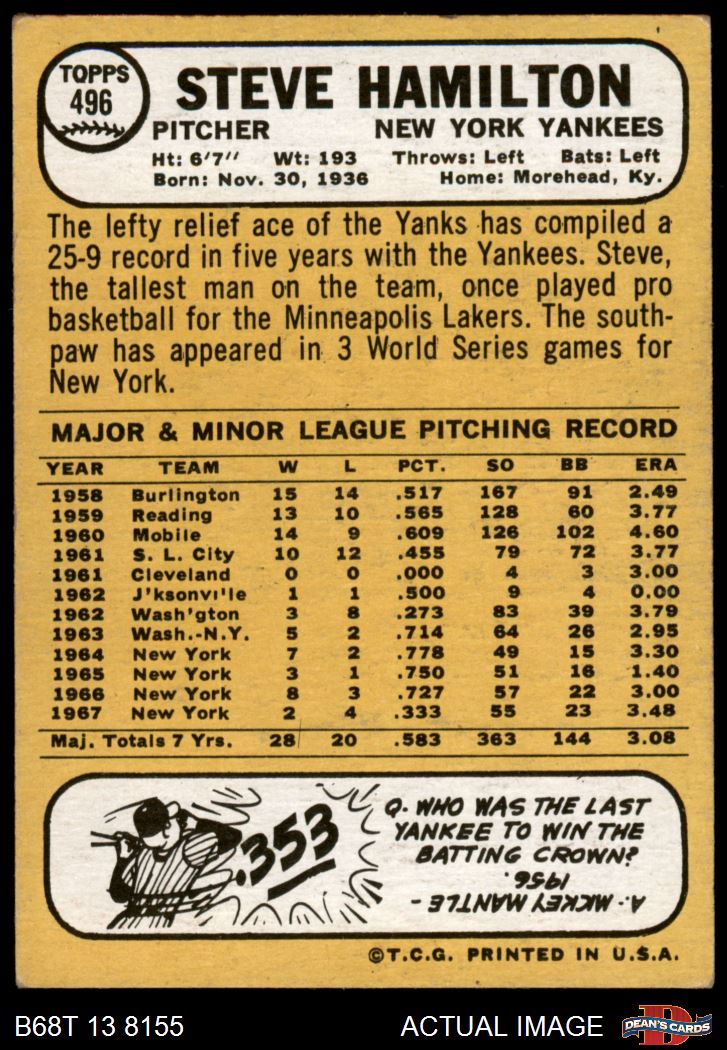 TOPPS
496
STEVE HAMILTON
PITCHER NEW YORK YANKEES
Ht: 6'7" Wt: 193 Throws: Left Bats: Left
Born: Nov. 30, 1936 Home: Morehead, Ky.
The lefty relief ace of the Yanks has compiled a
25-9 record in five years with the Yankees. Steve,
the tallest man on the team, once played pro
basketball for the Minneapolis Lakers. The south-
paw has appeared in 3 World Series games for
New York.
MAJOR & MINOR LEAGUE PITCHING RECORD
YEAR TEAM W L PCT. SO BB ERA
1958 Burlington 15 14 .517 167 91 2.49
1959 Reading 13 10 .565 128 60 3.77
1960 Mobile 14 9 .609 126 102 4.60
1961 S. L. City 10 12 .455 79 72 3.77
1961 Cleveland 0 0 .000 4 3 3.00
1962 J'ksonvi'le 1 1 .500 9 4 0.00
1962 Wash'gton 3 8 .273 83 39 3.79
1963 Wash.-N.Y. 5 2 .714 64 26 2.95
1964 New York 7 2 .778 49 15 3.30
1965 New York 3 1 .750 51 16 1.40
1966 New York 8 3 .727 57 22 3.00
1967 New York 2 4 .333 55 23 3.48
Maj. Totals 7 Yrs. 28 20 .583 363 144 3.08
.353
Q. WHO WAS THE LAST
YANKEE TO WIN THE
BATTING CROWN?
A. MICKEY MANTLE -
1956.
©T.C.G. PRINTED IN U.S.A.
B68T 13 8155 ACTUAL IMAGE
D
DEAN'S CARDS